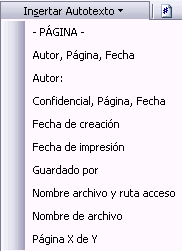 Insertar Autotexto
- PÁGINA -
Autor, Página, Fecha
Autor:
Confidencial, Página, Fecha
Fecha de creación
Fecha de impresión
Guardado por
Nombre archivo y ruta acceso
Nombre de archivo
Página X de Y